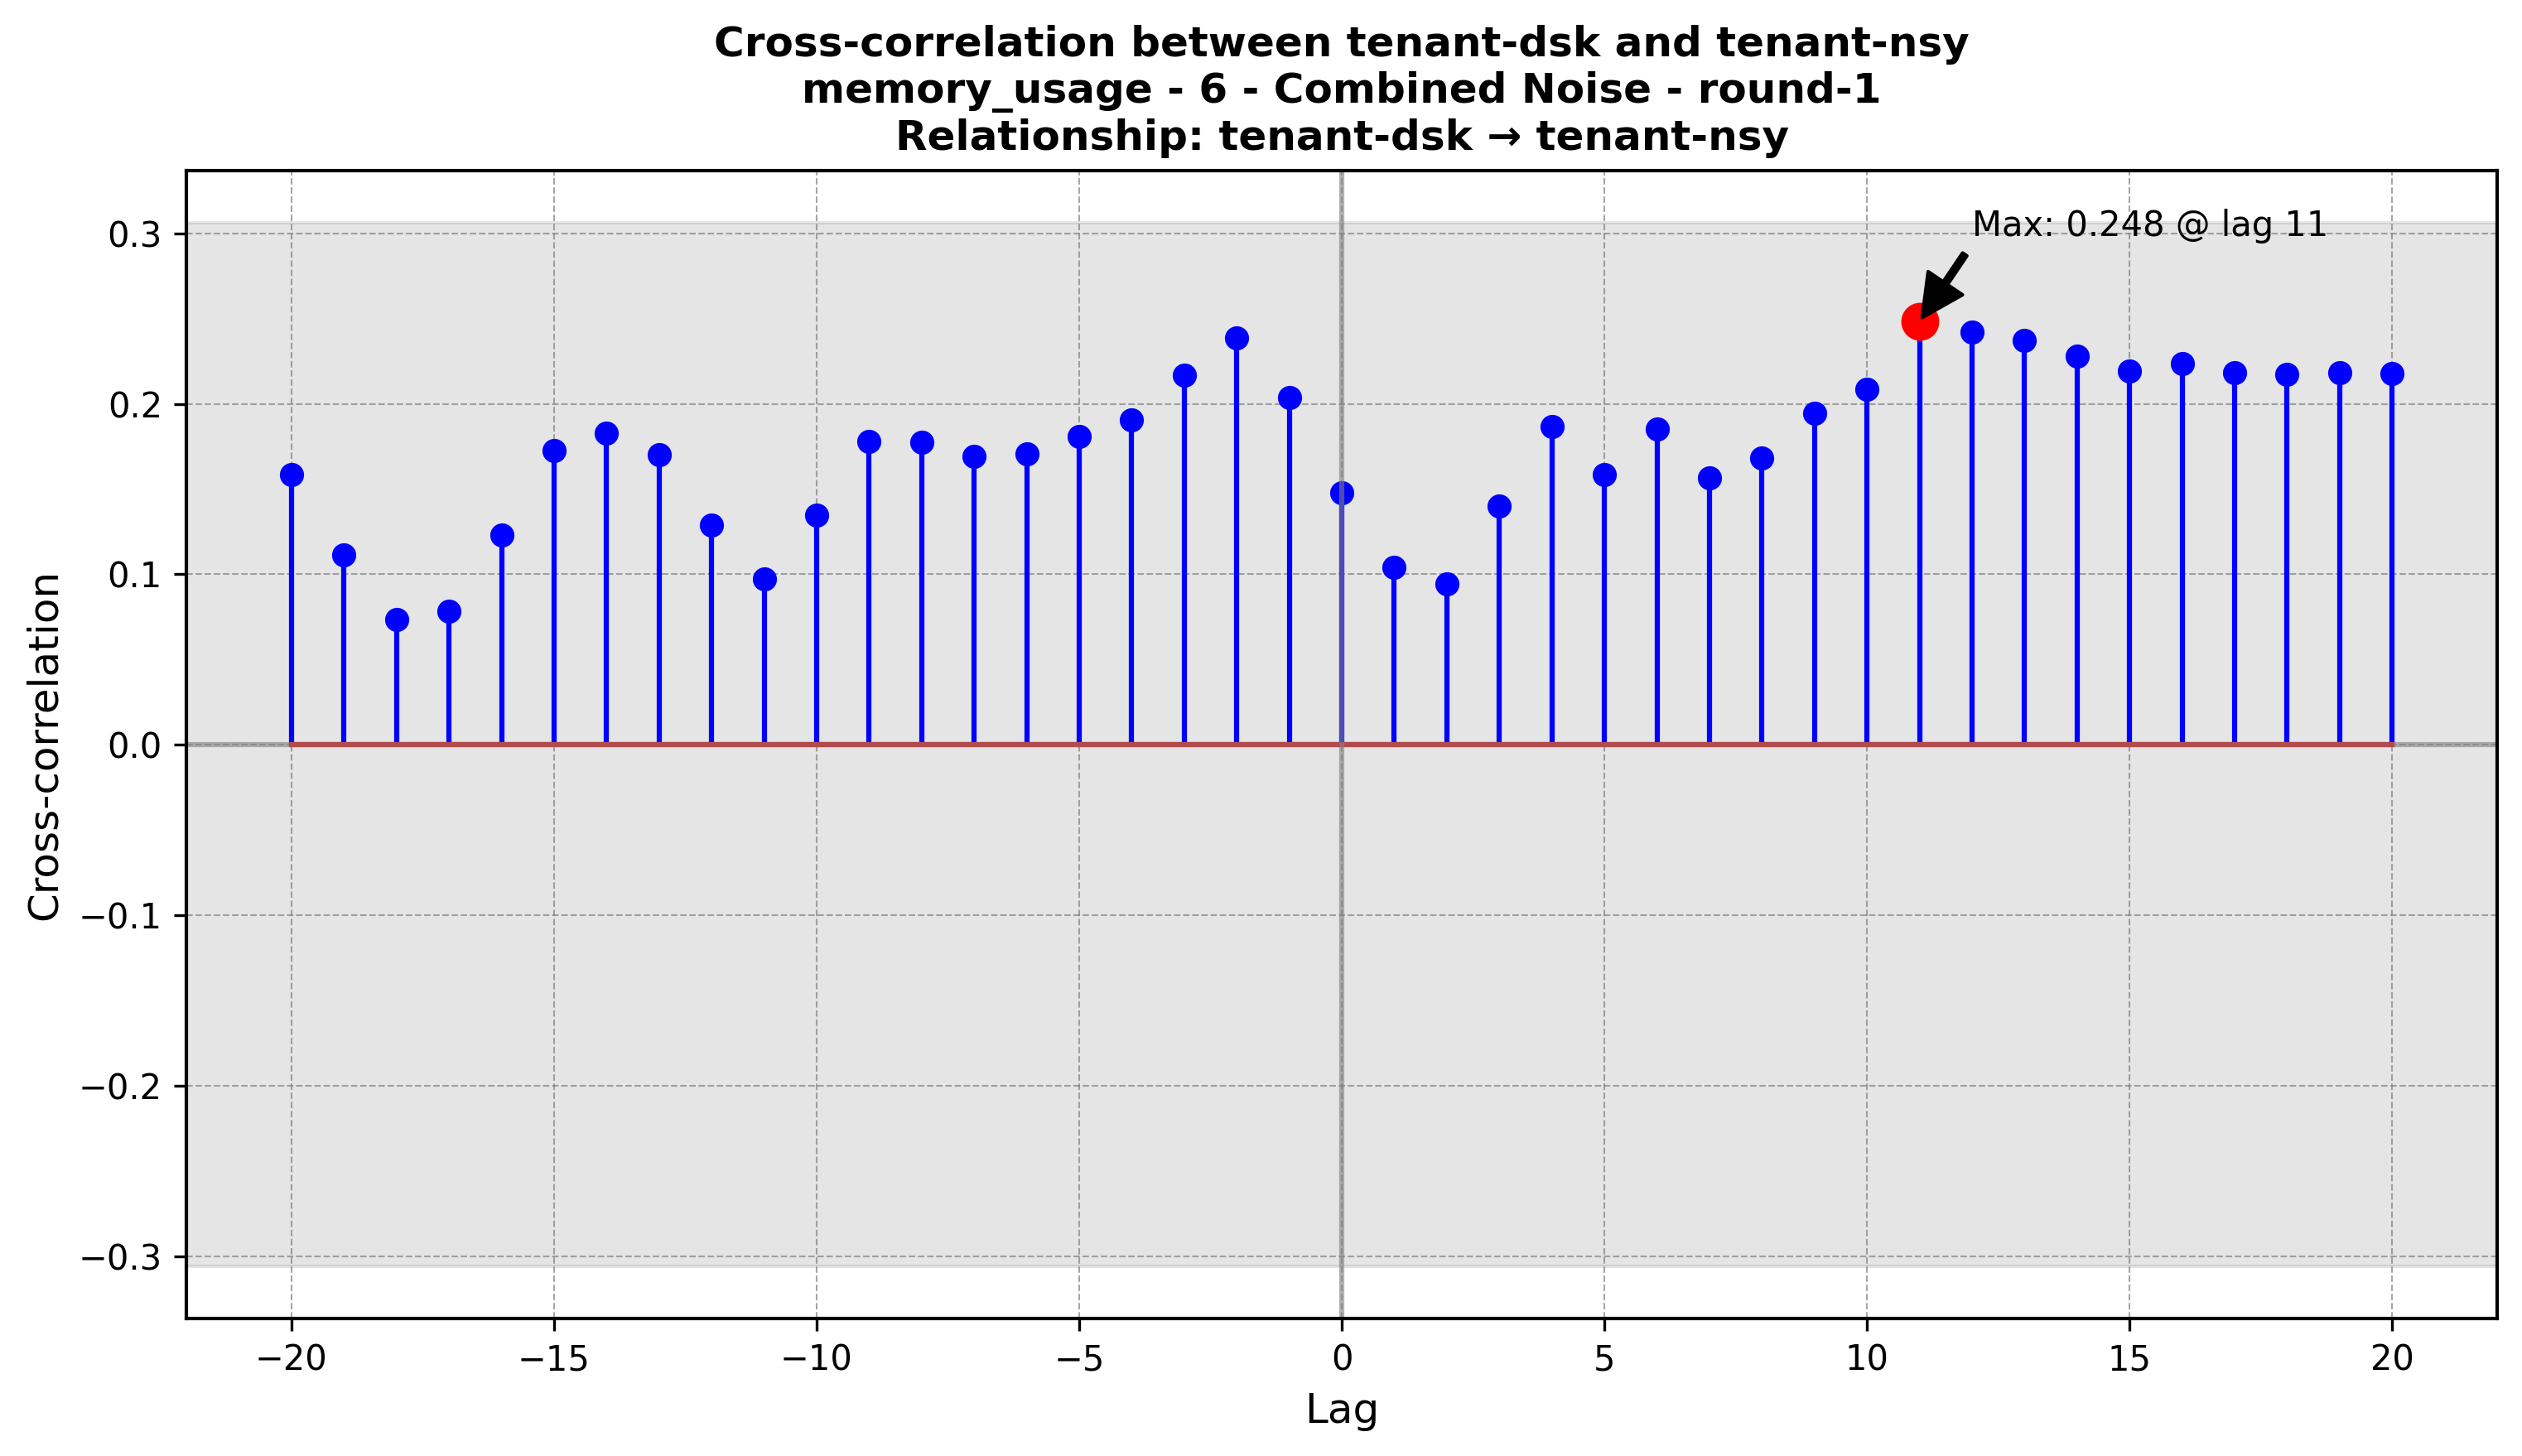 Cross-correlation between tenant-dsk and tenant-nsy
memory_usage - 6 - Combined Noise - round-1
Relationship: tenant-dsk → tenant-nsy
Max: 0.248 @ lag 11
Cross-correlation
0.3
0.2
0.1
0.0
−0.1
−0.2
−0.3
−20 −15 −10 −5 0 5 10 15 20
Lag